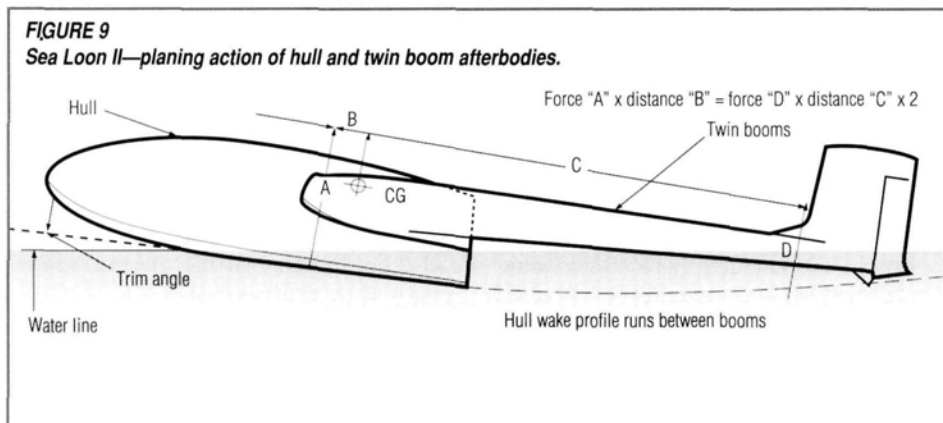 FIGURE 9
Sea Loon II—planing action of hull and twin boom afterbodies.
Force “A” x distance “B” = force “D” x distance “C” x 2
Hull
B
Twin booms
C
A
CG
D
Trim angle
Water line
Hull wake profile runs between booms